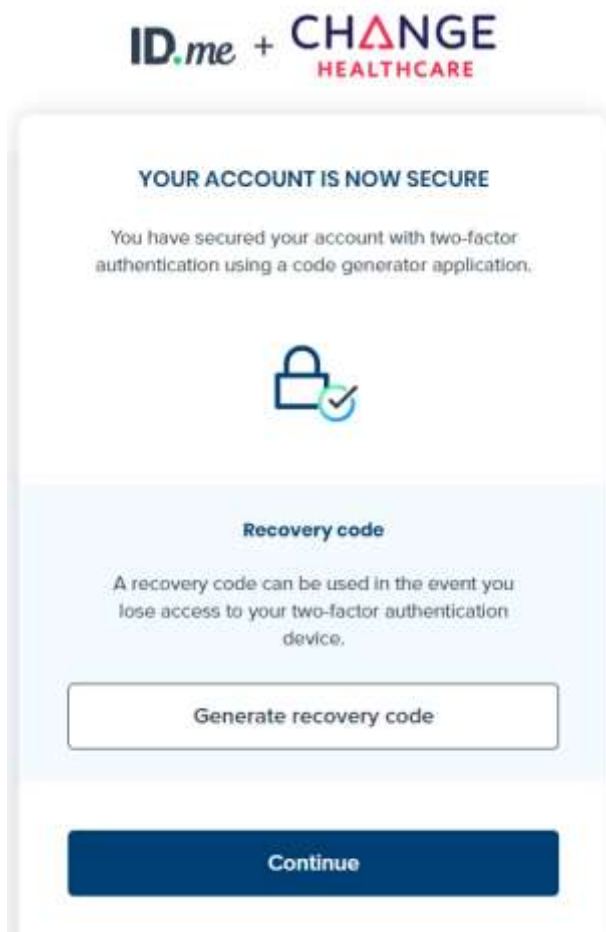 ID.me + CHANGE
HEALTHCARE
YOUR ACCOUNT IS NOW SECURE
You have secured your account with two-factor
authentication using a code generator application.
Recovery code
A recovery code can be used in the event you
lose access to your two-factor authentication
device.
Generate recovery code
Continue